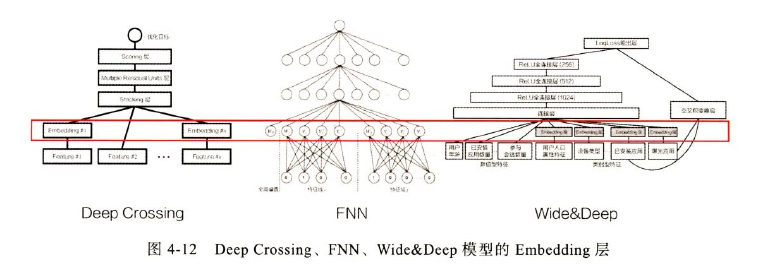 优化目标
Scoring 层
Multiple Residual Units 层
Stacking 层
Embedding #1
Embedding #n
Feature #1
Feature #2
...
Feature #n
Deep Crossing
全局偏置
特征域i
特征域j
FNN
LogLoss输出层
ReLU全连接层 (256)
ReLU全连接层 (512)
ReLU全连接层 (1024)
连接层
交叉积变换层
Embedding层
Embedding层
Embedding层
Embedding层
用户年龄
已安装应用数量
参与会话数量
用户人口属性特征
设备类型
已安装应用
曝光应用
数值型特征
类别型特征
Wide&Deep
图 4-12 Deep Crossing、FNN、Wide&Deep 模型的 Embedding 层